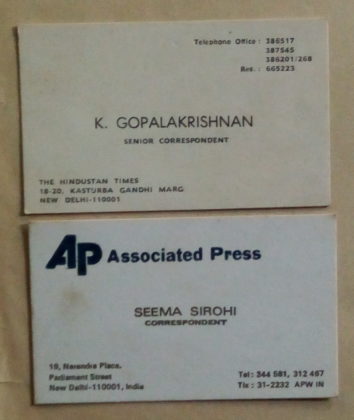 Telephone Office : 386517
387545
386201/268
Res. : 665223
K. GOPALAKRISHNAN
SENIOR CORRESPONDENT
THE HINDUSTAN TIMES
18-20, KASTURBA GANDHI MARG
NEW DELHI-110001
AP Associated Press
SEEMA SIROHI
CORRESPONDENT
19, Narendra Place,
Parliament Street
New Delhi-110001, India
Tel: 344 581, 312 467
Tlx : 31-2232 APW IN